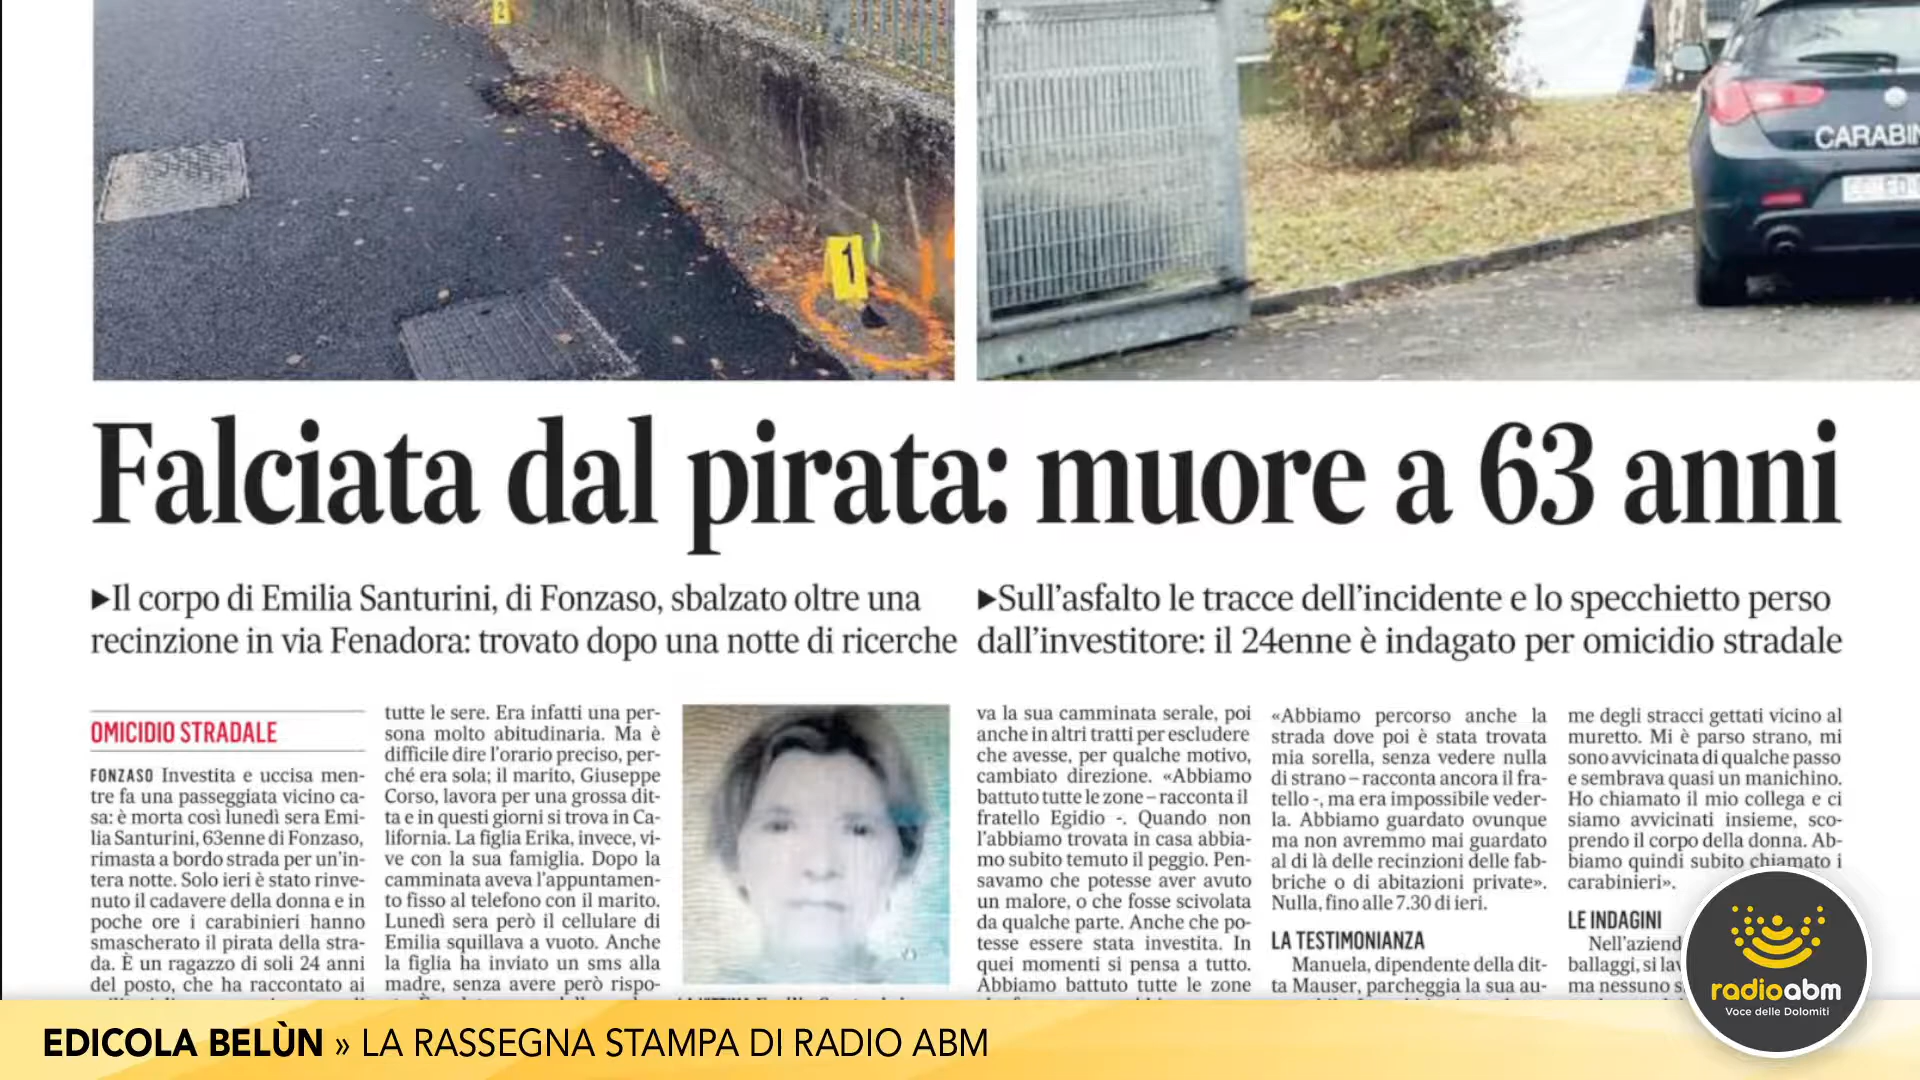 2
1
CARABIN
Falciata dal pirata: muore a 63 anni
▶Il corpo di Emilia Santurini, di Fonzaso, sbalzato oltre una
recinzione in via Fenadora: trovato dopo una notte di ricerche
▶Sull’asfalto le tracce dell’incidente e lo specchietto perso
dall’investitore: il 24enne è indagato per omicidio stradale
OMICIDIO STRADALE
FONZASO Investita e uccisa men-
tre fa una passeggiata vicino ca-
sa: è morta così lunedì sera Emi-
lia Santurini, 63enne di Fonzaso,
rimasta a bordo strada per un’in-
tera notte. Solo ieri è stato rinve-
nuto il cadavere della donna e in
poche ore i carabinieri hanno
smascherato il pirata della stra-
da. È un ragazzo di soli 24 anni
del posto, che ha raccontato ai
tutte le sere. Era infatti una per-
sona molto abitudinaria. Ma è
difficile dire l’orario preciso, per-
ché era sola; il marito, Giuseppe
Corso, lavora per una grossa dit-
ta e in questi giorni si trova in Ca-
lifornia. La figlia Erika, invece, vi-
ve con la sua famiglia. Dopo la
camminata aveva l’appuntamen-
to fisso al telefono con il marito.
Lunedì sera però il cellulare di
Emilia squillava a vuoto. Anche
la figlia ha inviato un sms alla
madre, senza avere però rispo-
va la sua camminata serale, poi
anche in altri tratti per escludere
che avesse, per qualche motivo,
cambiato direzione. «Abbiamo
battuto tutte le zone – racconta il
fratello Egidio -. Quando non
l’abbiamo trovata in casa abbia-
mo subito temuto il peggio. Pen-
savamo che potesse aver avuto
un malore, o che fosse scivolata
da qualche parte. Anche che po-
tesse essere stata investita. In
quei momenti si pensa a tutto.
Abbiamo battuto tutte le zone
«Abbiamo percorso anche la
strada dove poi è stata trovata
mia sorella, senza vedere nulla
di strano – racconta ancora il fra-
tello -, ma era impossibile veder-
la. Abbiamo guardato ovunque
ma non avremmo mai guardato
al di là delle recinzioni delle fab-
briche o di abitazioni private».
Nulla, fino alle 7.30 di ieri.
LA TESTIMONIANZA
Manuela, dipendente della dit-
ta Mauser, parcheggia la sua au-
me degli stracci gettati vicino al
muretto. Mi è parso strano, mi
sono avvicinata di qualche passo
e sembrava quasi un manichino.
Ho chiamato il mio collega e ci
siamo avvicinati insieme, sco-
prendo il corpo della donna. Ab-
biamo quindi subito chiamato i
carabinieri».
LE INDAGINI
Nell’aziend
ballaggi, si lav
ma nessuno s
radioabm
Voce delle Dolomiti
EDICOLA BELÙN » LA RASSEGNA STAMPA DI RADIO ABM